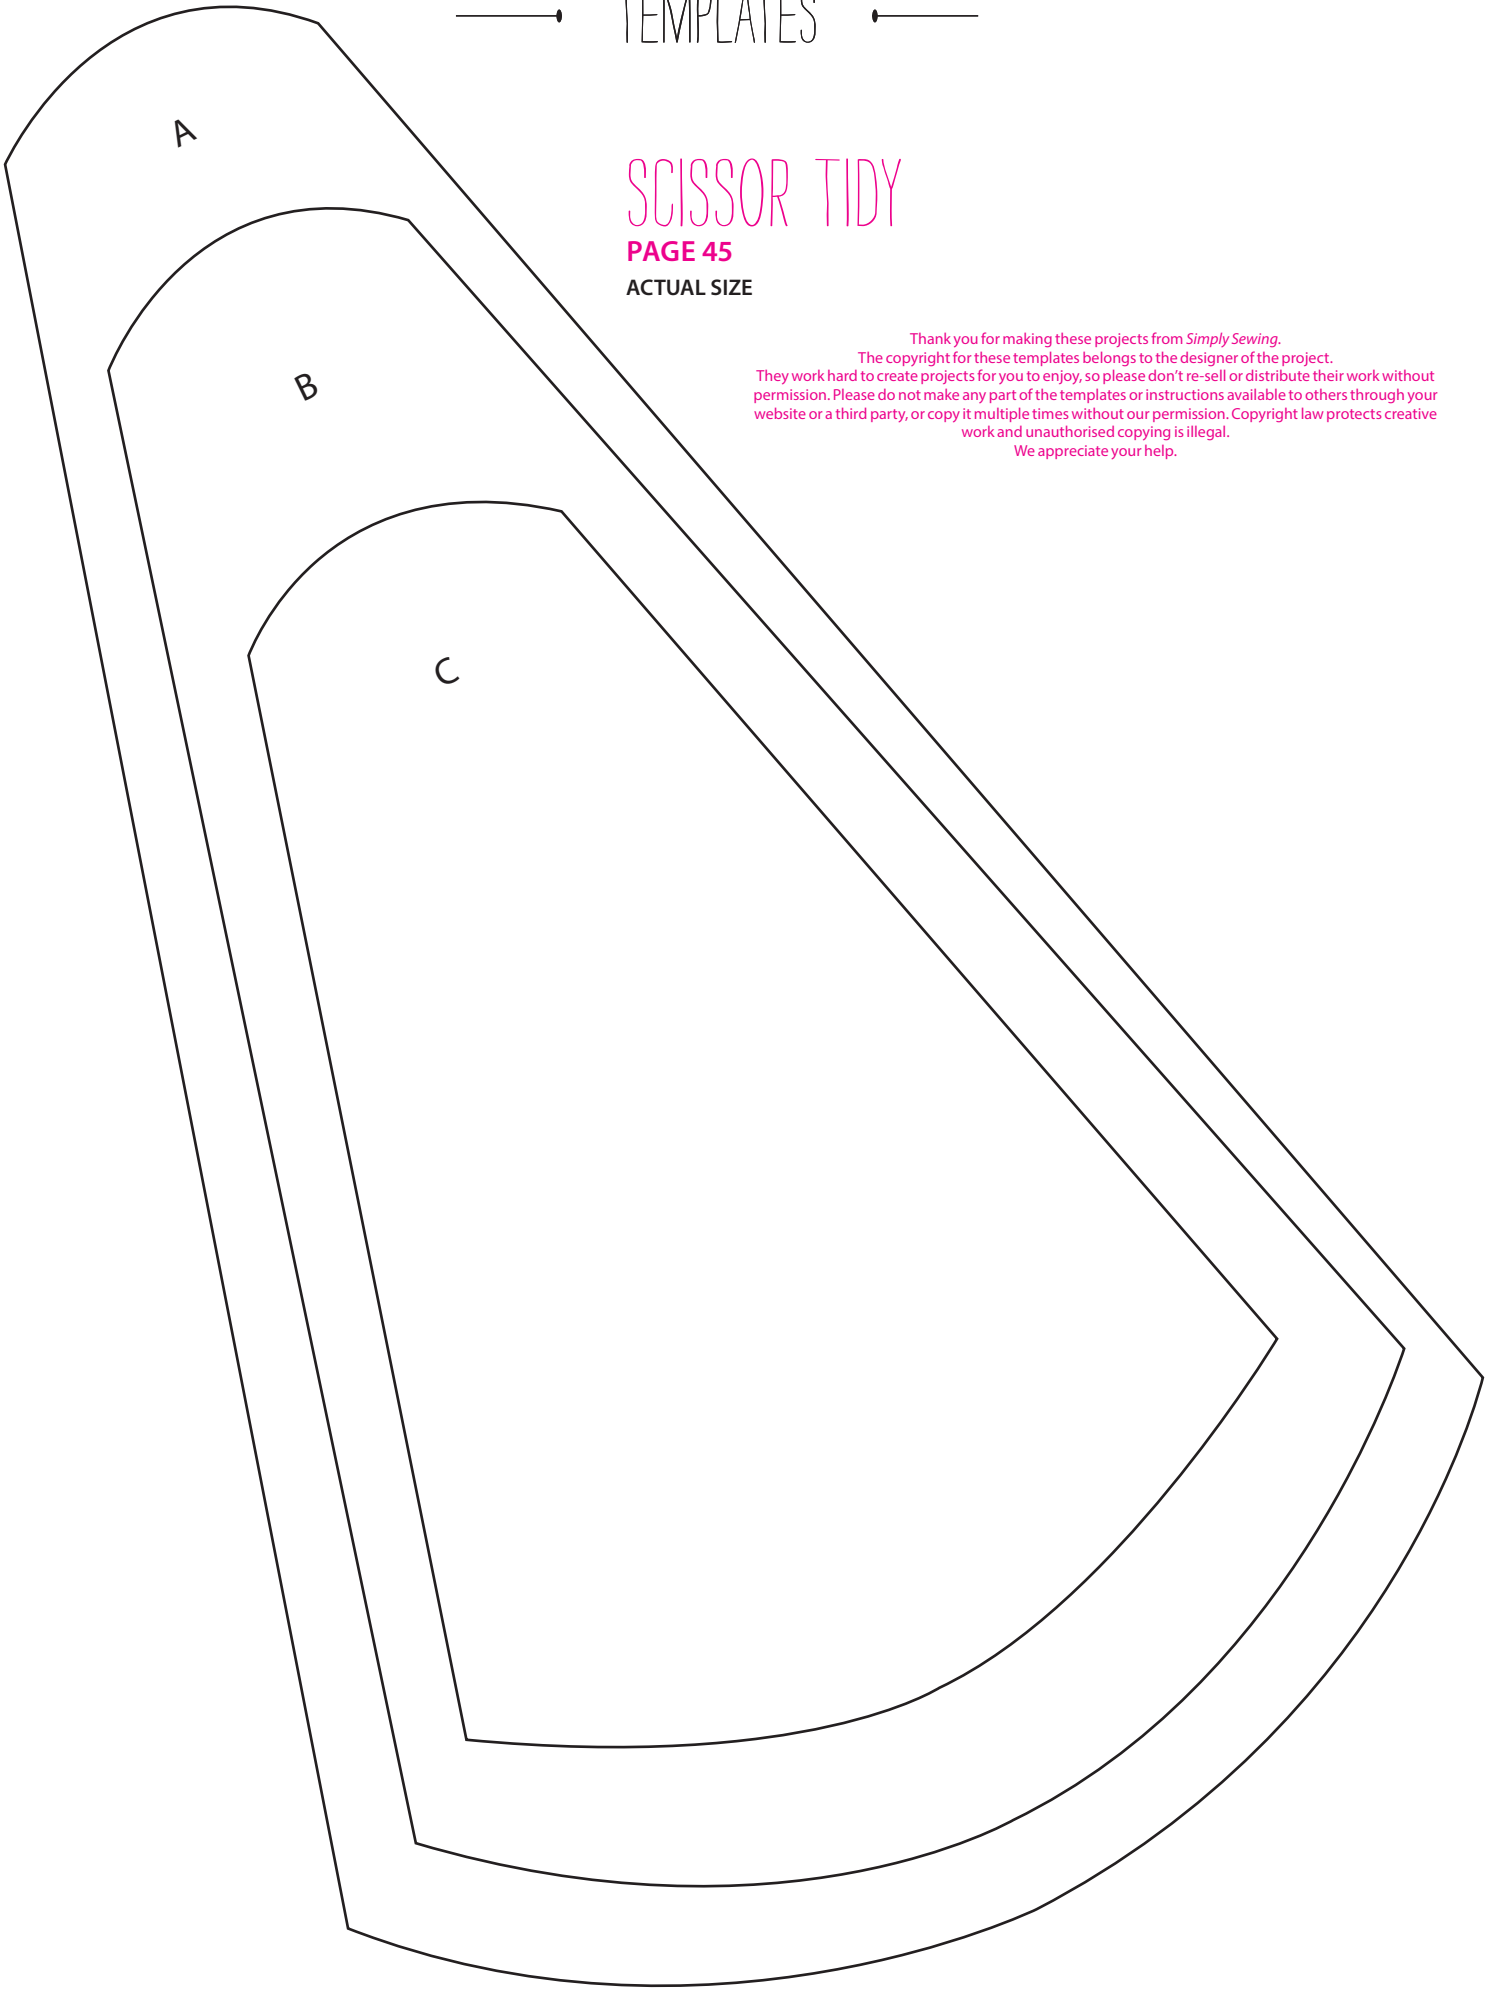 TEMPLATES
SCISSOR TIDY
PAGE 45
ACTUAL SIZE
Thank you for making these projects from Simply Sewing.
The copyright for these templates belongs to the designer of the project.
They work hard to create projects for you to enjoy, so please don't re-sell or distribute their work without
permission. Please do not make any part of the templates or instructions available to others through your
website or a third party, or copy it multiple times without our permission. Copyright law protects creative
work and unauthorised copying is illegal.
We appreciate your help.
A
B
C